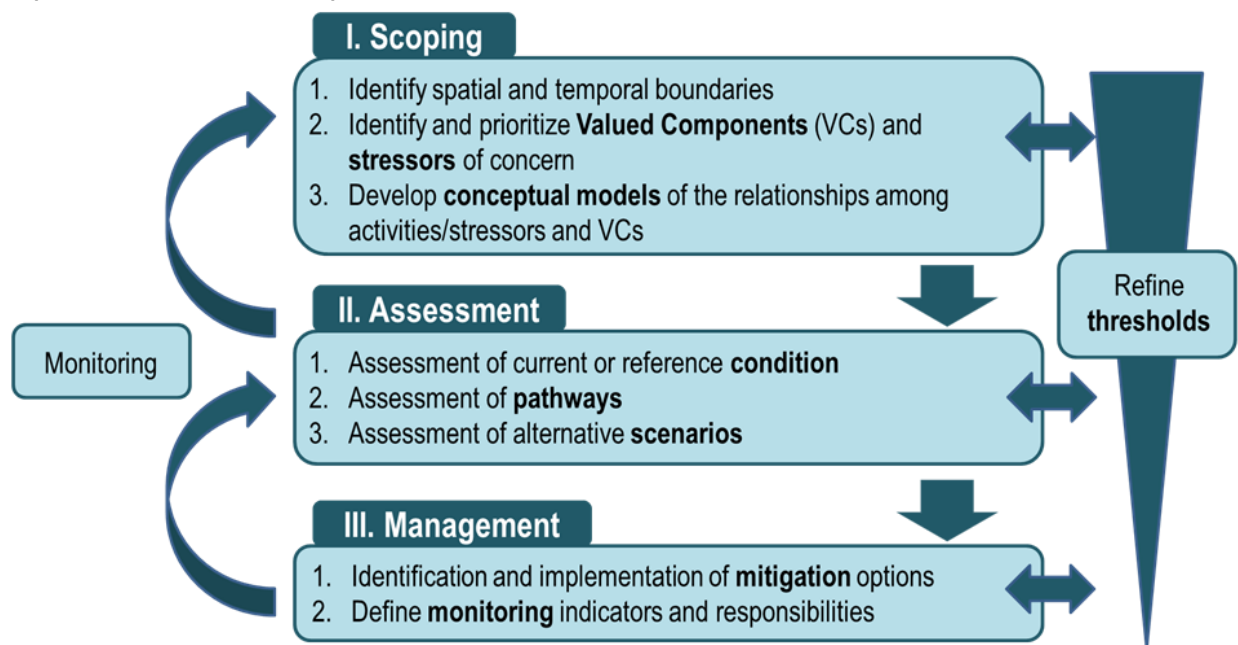 I. Scoping
1. Identify spatial and temporal boundaries
2. Identify and prioritize Valued Components (VCs) and
stressors of concern
3. Develop conceptual models of the relationships among
activities/stressors and VCs
II. Assessment
1. Assessment of current or reference condition
2. Assessment of pathways
3. Assessment of alternative scenarios
III. Management
1. Identification and implementation of mitigation options
2. Define monitoring indicators and responsibilities
Monitoring
Refine
thresholds